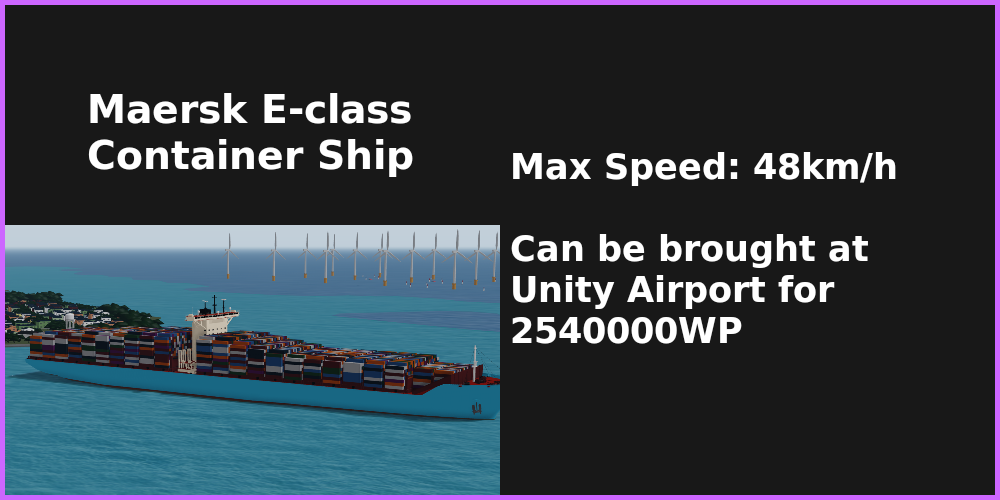 Maersk E-class
Container Ship
Max Speed: 48km/h
Can be brought at
Unity Airport for
2540000WP